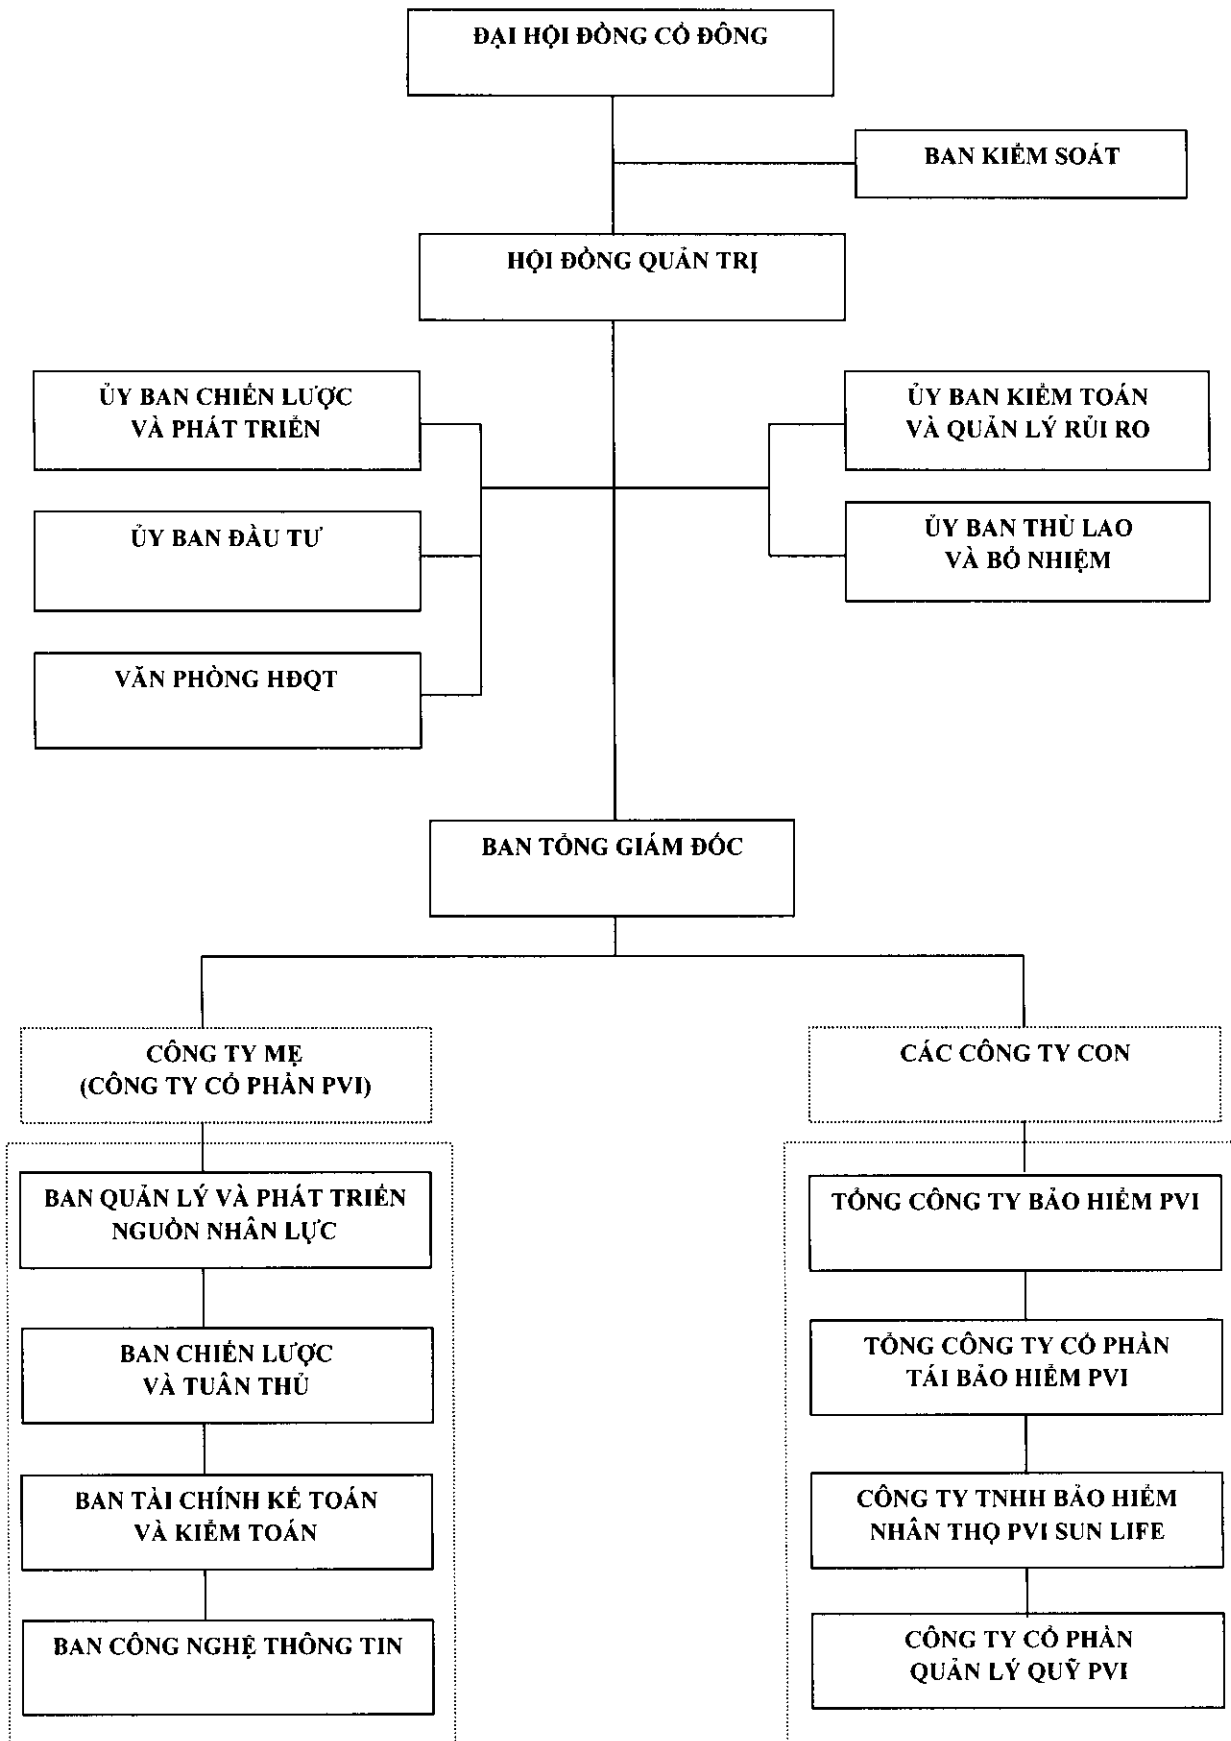 ĐẠI HỘI ĐỒNG CỔ ĐÔNG
BAN KIỂM SOÁT
HỘI ĐỒNG QUẢN TRỊ
ỦY BAN CHIẾN LƯỢC
VÀ PHÁT TRIỂN
ỦY BAN KIỂM TOÁN
VÀ QUẢN LÝ RỦI RO
ỦY BAN ĐẦU TƯ
ỦY BAN THÙ LAO
VÀ BỔ NHIỆM
VĂN PHÒNG HĐQT
BAN TỔNG GIÁM ĐỐC
CÔNG TY MẸ
(CÔNG TY CỔ PHẦN PVI)
CÁC CÔNG TY CON
BAN QUẢN LÝ VÀ PHÁT TRIỂN
NGUỒN NHÂN LỰC
TỔNG CÔNG TY BẢO HIỂM PVI
BAN CHIẾN LƯỢC
VÀ TUÂN THỦ
TỔNG CÔNG TY CỔ PHẦN
TÁI BẢO HIỂM PVI
BAN TÀI CHÍNH KẾ TOÁN
VÀ KIỂM TOÁN
CÔNG TY TNHH BẢO HIỂM
NHÂN THỌ PVI SUN LIFE
BAN CÔNG NGHỆ THÔNG TIN
CÔNG TY CỔ PHẦN
QUẢN LÝ QUỸ PVI